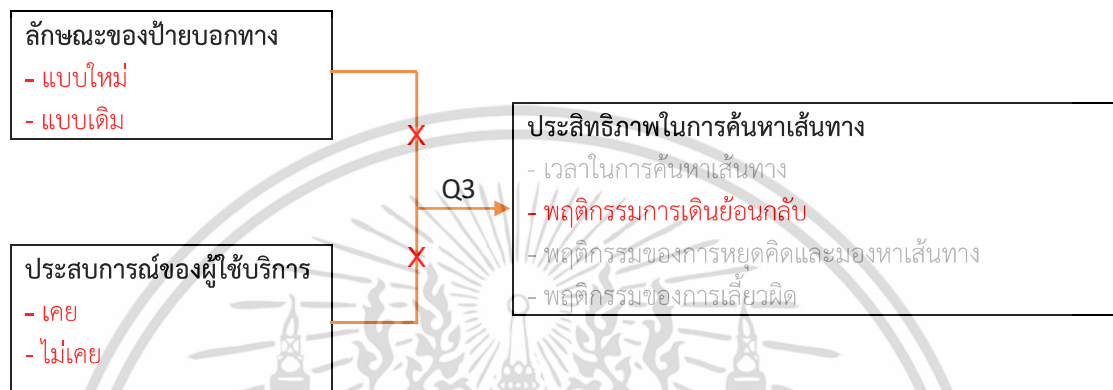 ลักษณะของป้ายบอกทาง
- แบบใหม่
- แบบเดิม
X
Q3
X
ประสบการณ์ของผู้ใช้บริการ
- เคย
- ไม่เคย
ประสิทธิภาพในการค้นหาเส้นทาง
- เวลาในการค้นหาเส้นทาง
- พฤติกรรมการเดินย้อนกลับ
- พฤติกรรมของการหยุดคิดและมองหาเส้นทาง
- พฤติกรรมของการเลี้ยวผิด